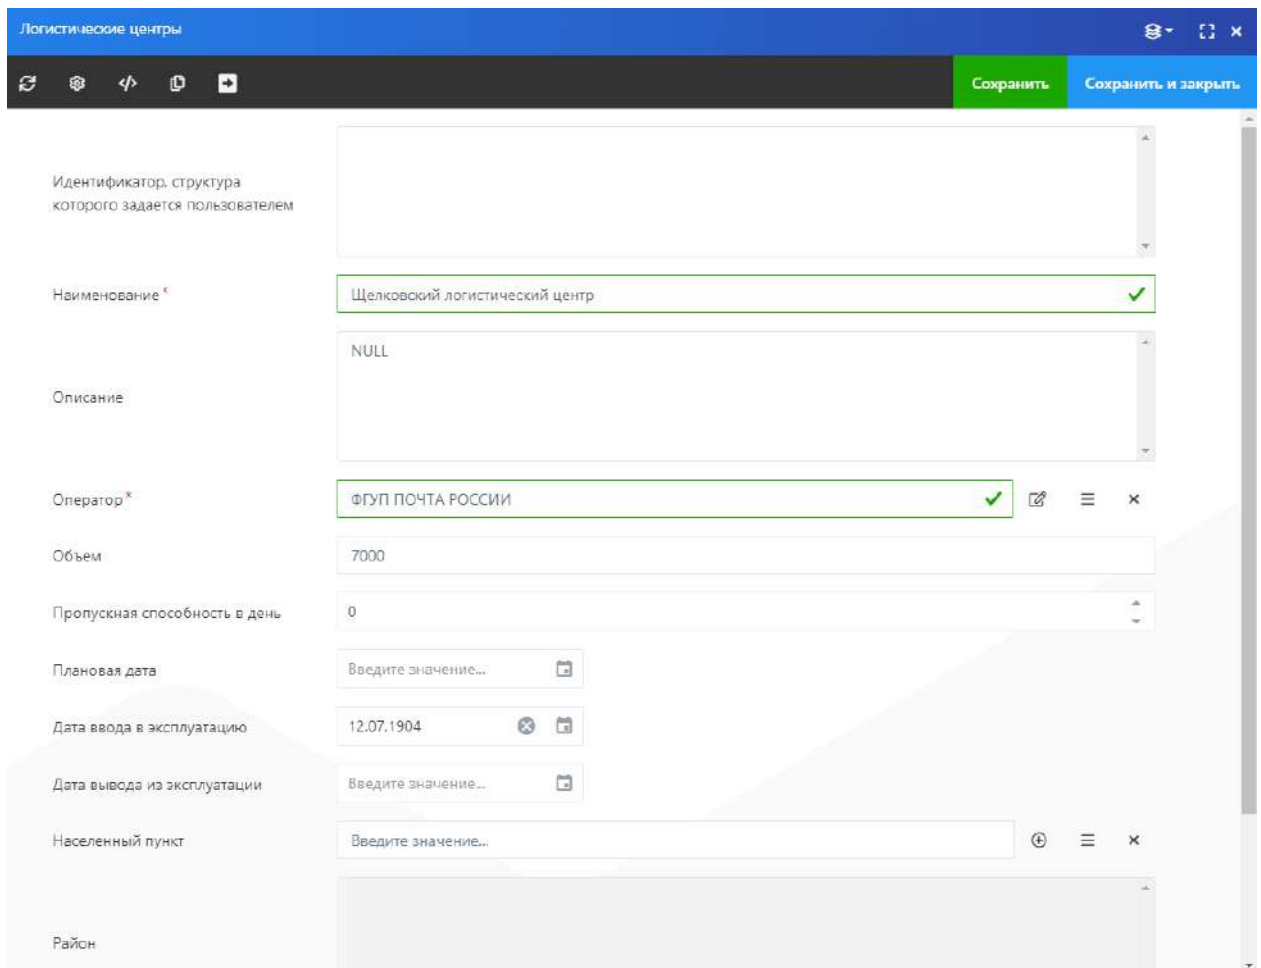 Логистические центры
Сохранить
Сохранить и закрыть
Идентификатор, структура
которого задается пользователем
Наименование *
Щелковский логистический центр
NULL
Описание
Оператор *
ФГУП ПОЧТА РОССИИ
Объем
7000
Пропускная способность в день
0
Плановая дата
Введите значение...
Дата ввода в эксплуатацию
12.07.1904
Дата вывода из эксплуатации
Введите значение...
Населенный пункт
Введите значение...
Район